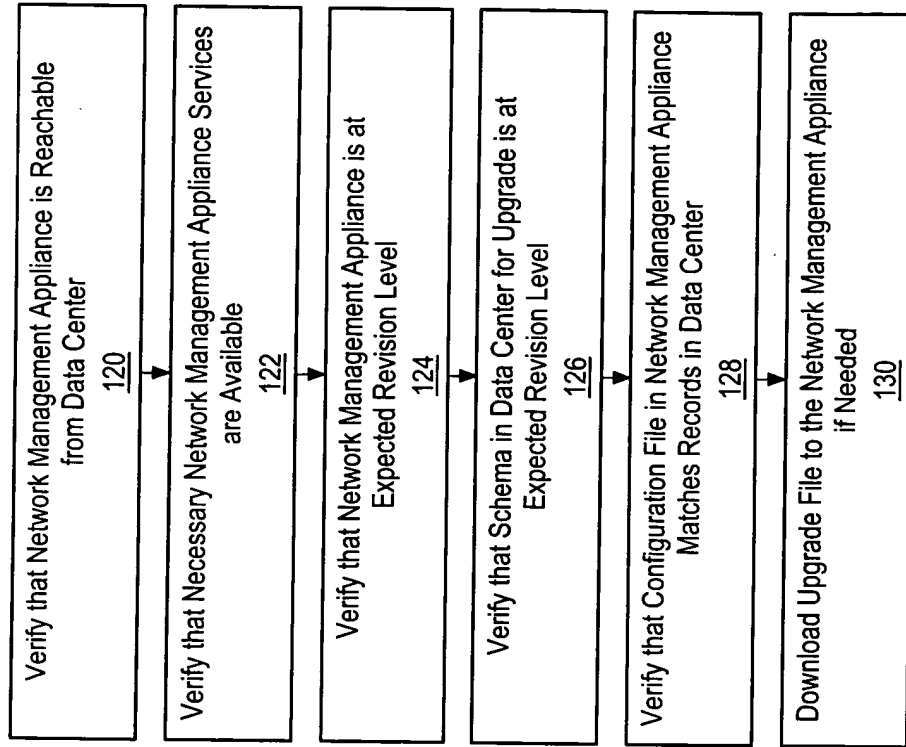 Verify that Network Management Appliance is Reachable
from Data Center
120
Verify that Necessary Network Management Appliance Services
are Available
122
Verify that Network Management Appliance is at
Expected Revision Level
124
Verify that Schema in Data Center for Upgrade is at
Expected Revision Level
126
Verify that Configuration File in Network Management Appliance
Matches Records in Data Center
128
Download Upgrade File to the Network Management Appliance
if Needed
130